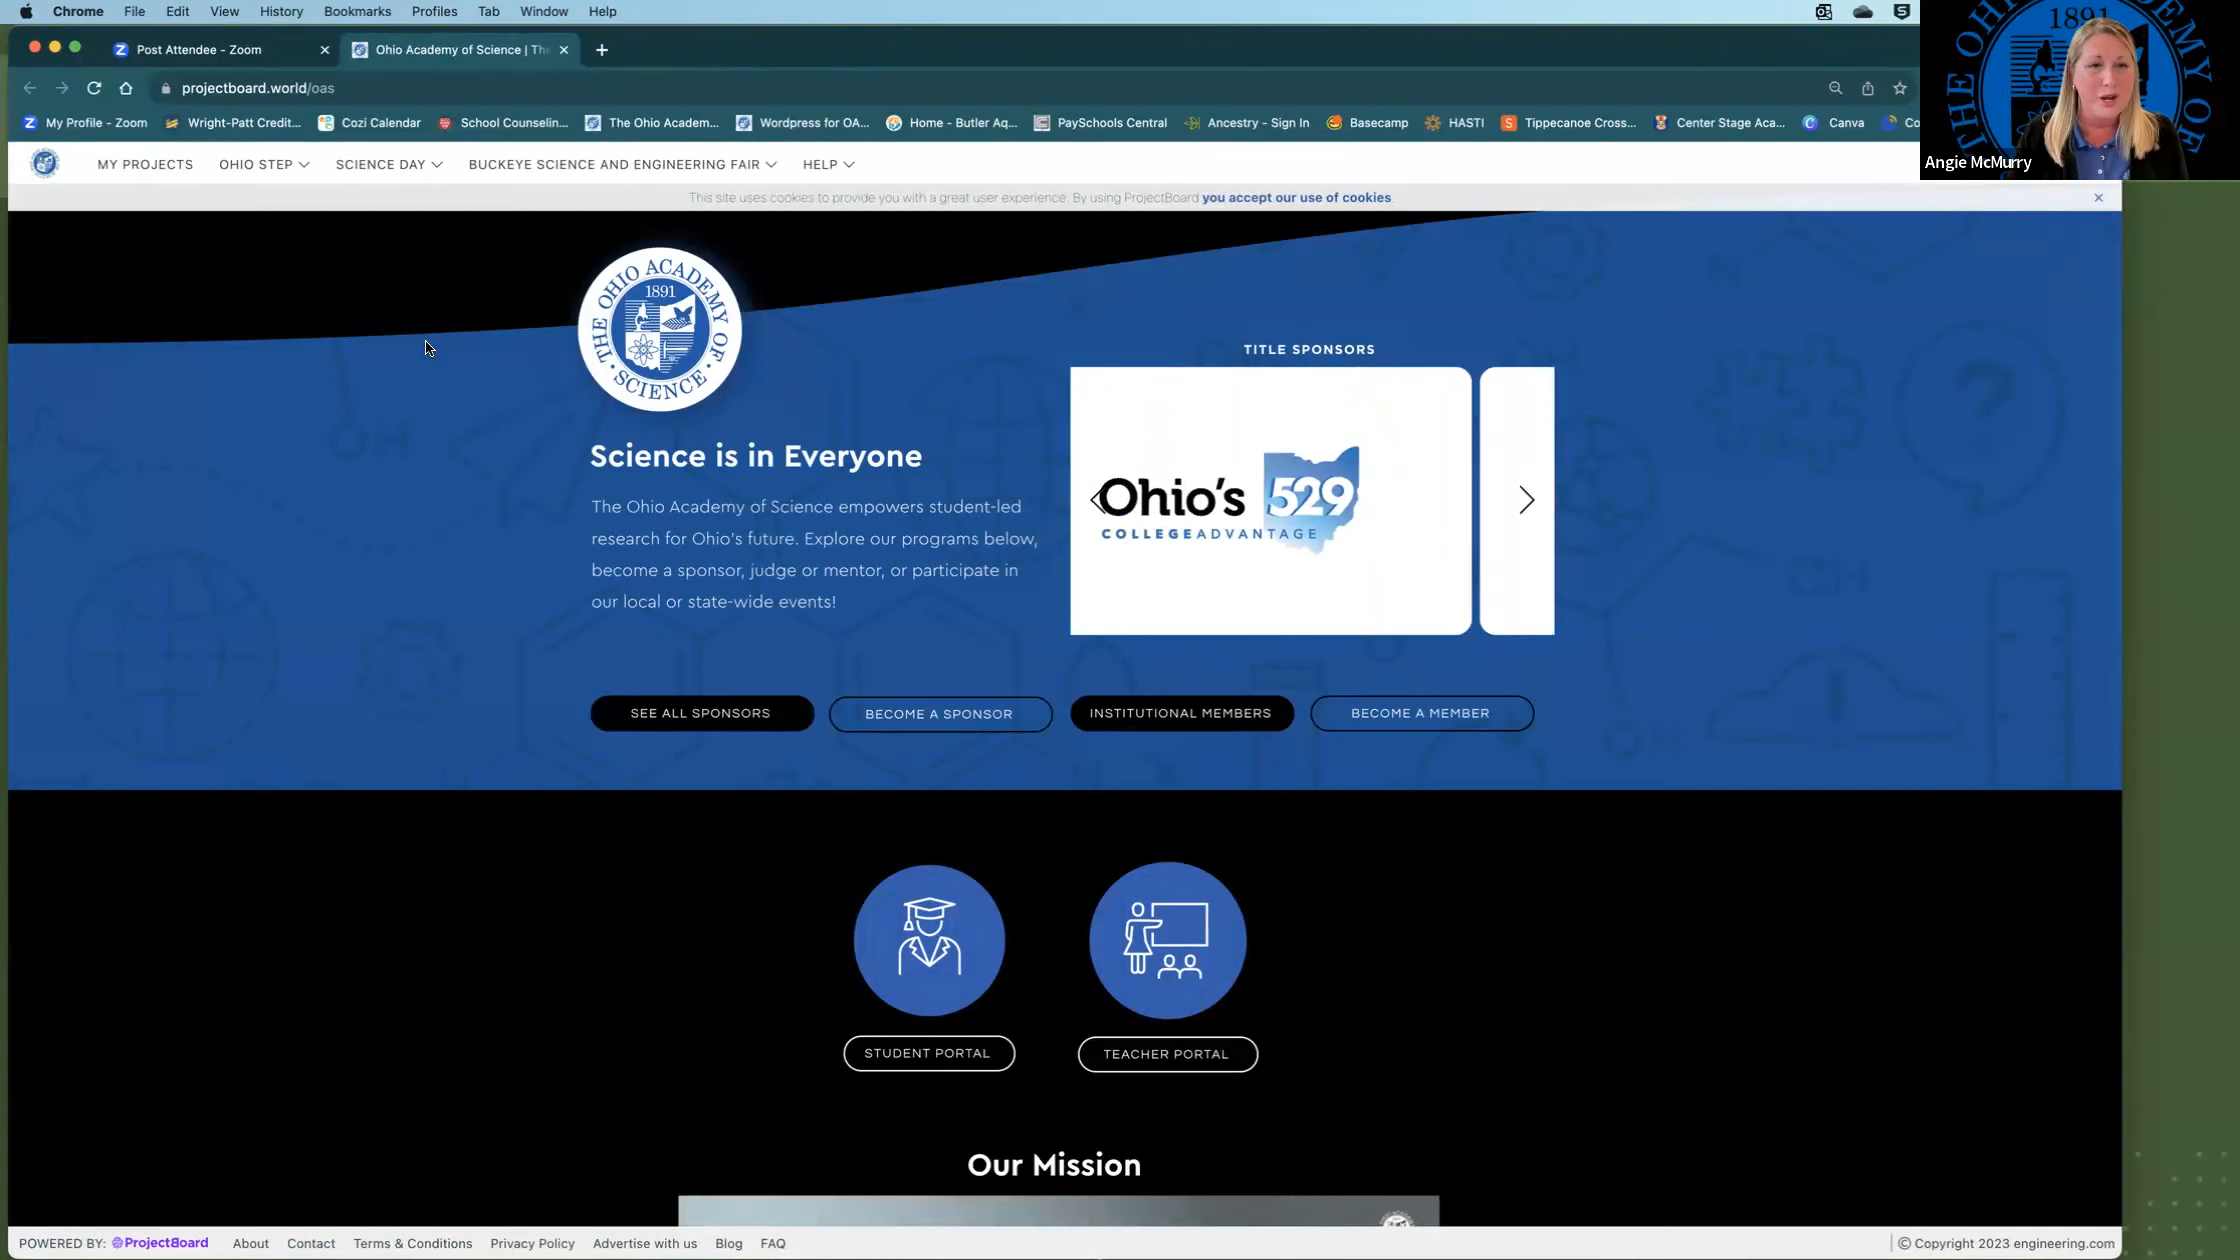 Chrome File Edit View History Bookmarks Profiles Tab Window Help
Post Attendee - Zoom
Ohio Academy of Science | Th
projectboard.world/oas
My Profile - Zoom Wright-Patt Credit... Cozi Calendar School Counselin... The Ohio Academ... Wordpress for OA... Home - Butler Aq... PaySchools Central Ancestry - Sign In Basecamp HASTI Tippecanoe Cross... Center Stage Aca... Canva Co
1891
THE OHIO ACADEMY OF
Angie McMurry
MY PROJECTS OHIO STEP SCIENCE DAY BUCKEYE SCIENCE AND ENGINEERING FAIR HELP
This site uses cookies to provide you with a great user experience. By using ProjectBoard you accept our use of cookies
THE OHIO ACADEMY OF SCIENCE
1891
TITLE SPONSORS
Ohio's 529
COLLEGEADVANTAGE
Science is in Everyone
The Ohio Academy of Science empowers student-led
research for Ohio's future. Explore our programs below,
become a sponsor, judge or mentor, or participate in
our local or state-wide events!
SEE ALL SPONSORS BECOME A SPONSOR INSTITUTIONAL MEMBERS BECOME A MEMBER
STUDENT PORTAL TEACHER PORTAL
Our Mission
POWERED BY: ProjectBoard About Contact Terms & Conditions Privacy Policy Advertise with us Blog FAQ © Copyright 2023 engineering.com